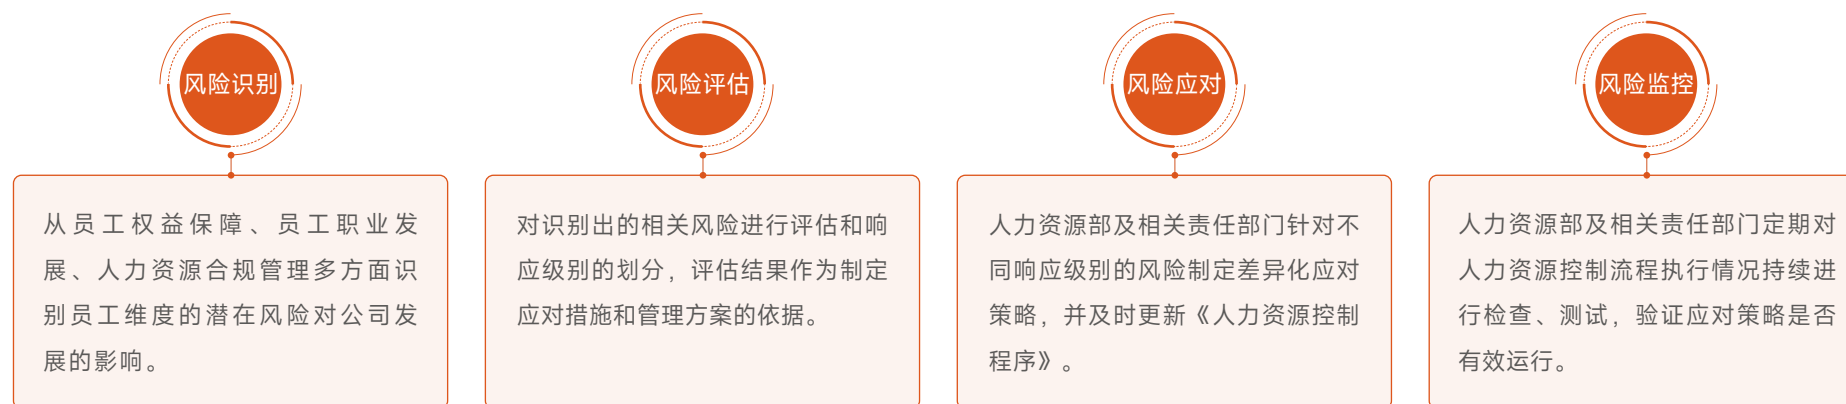 风险识别
从员工权益保障、员工职业发
展、人力资源合规管理多方面识
别员工维度的潜在风险对公司发
展的影响。
风险评估
对识别出的相关风险进行评估和响
应级别的划分，评估结果作为制定
应对措施和管理方案的依据。
风险应对
人力资源部及相关责任部门针对不
同响应级别的风险制定差异化应对
策略，并及时更新《人力资源控制
程序》。
风险监控
人力资源部及相关责任部门定期对
人力资源控制流程执行情况持续进
行检查、测试，验证应对策略是否
有效运行。